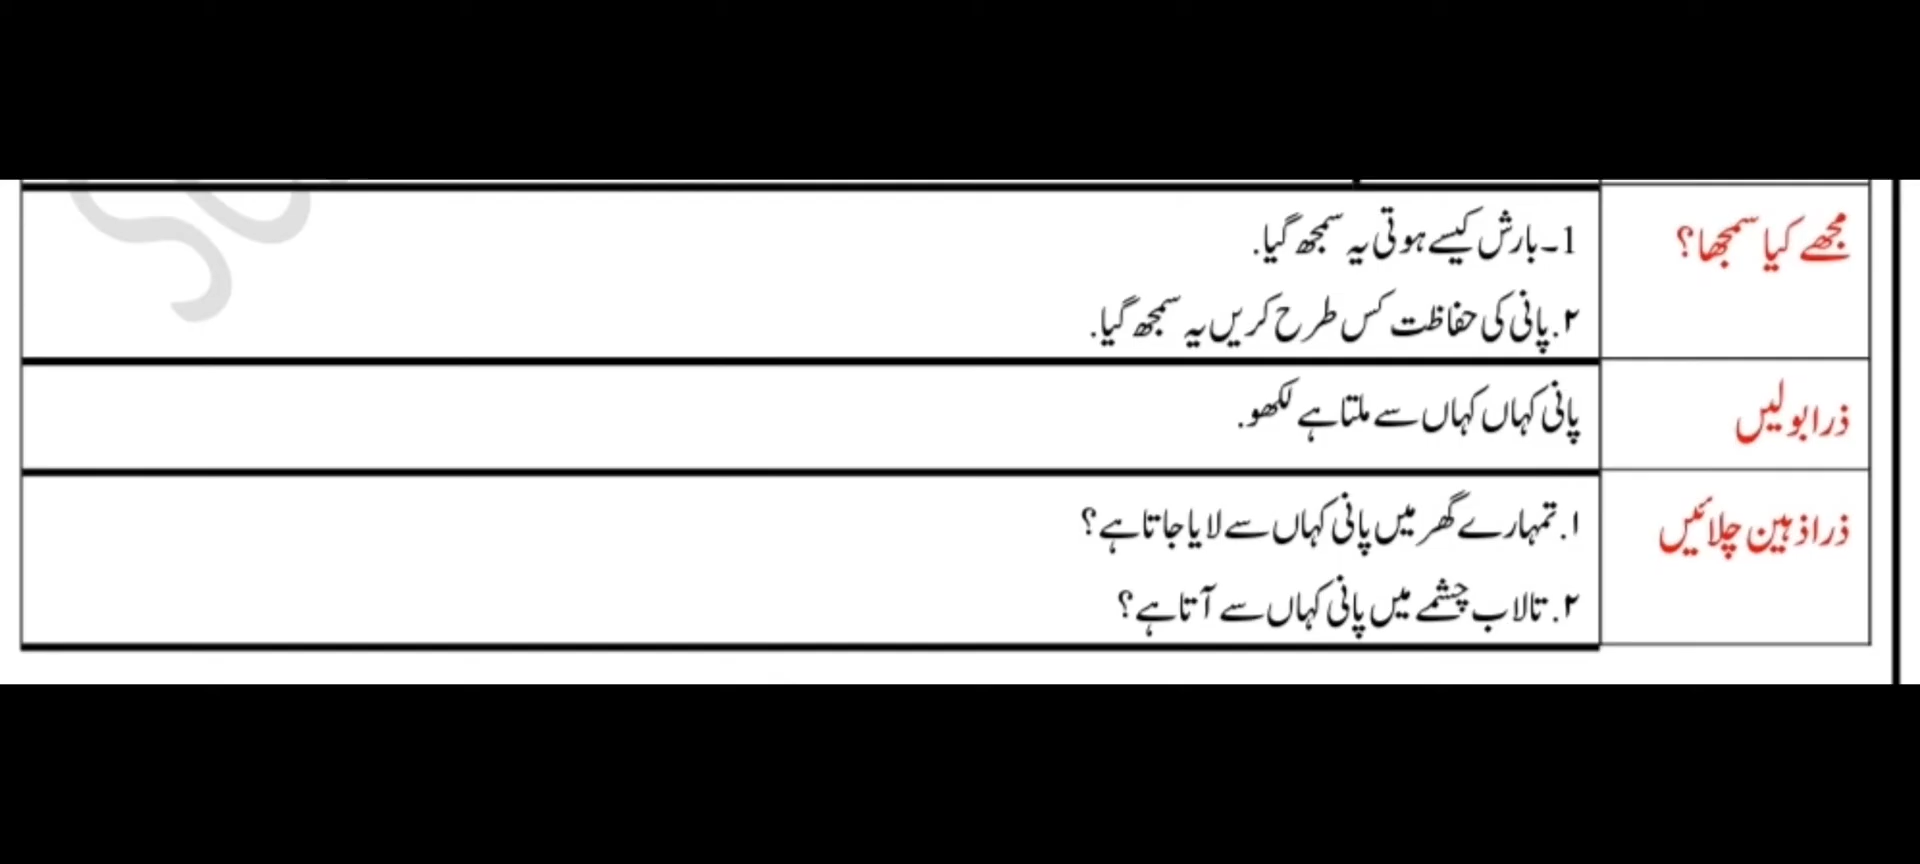 مجھے کیا سمجھا؟
1۔بارش کیسے ہوتی یہ سمجھ گیا.
۲.پانی کی حفاظت کس طرح کریں یہ سمجھ گیا.
ذرا بولیں
پانی کہاں کہاں سے ملتا ہے لکھو.
ذرا ذہین چلائیں
۱.تمہارے گھر میں پانی کہاں سے لایا جاتا ہے؟
۲.تالاب چشمے میں پانی کہاں سے آتا ہے؟